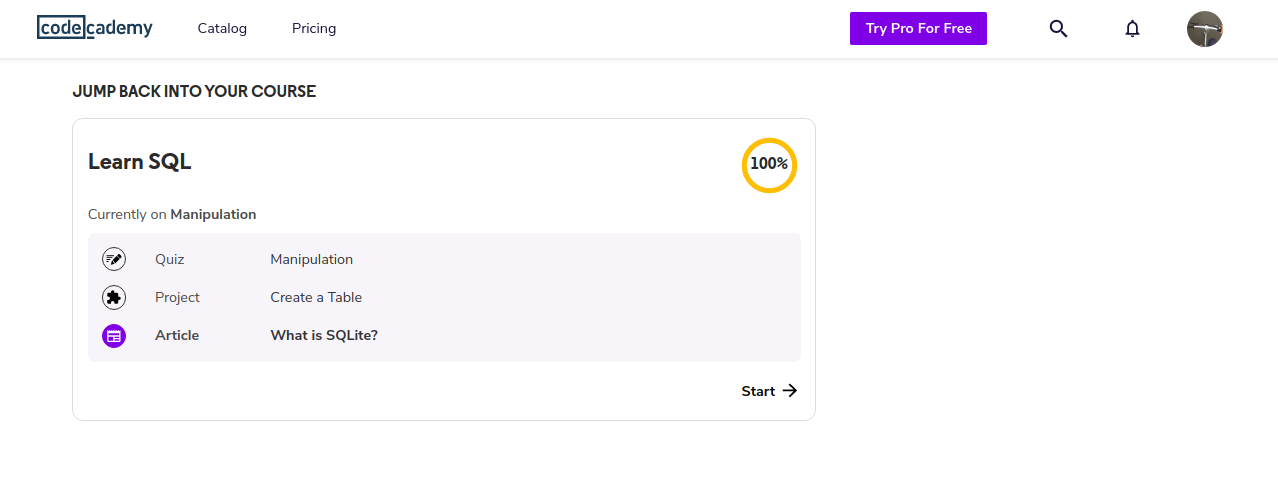 codecademy Catalog Pricing Try Pro For Free
JUMP BACK INTO YOUR COURSE
Learn SQL 100%
Currently on Manipulation
Quiz Manipulation
Project Create a Table
Article What is SQLite?
Start